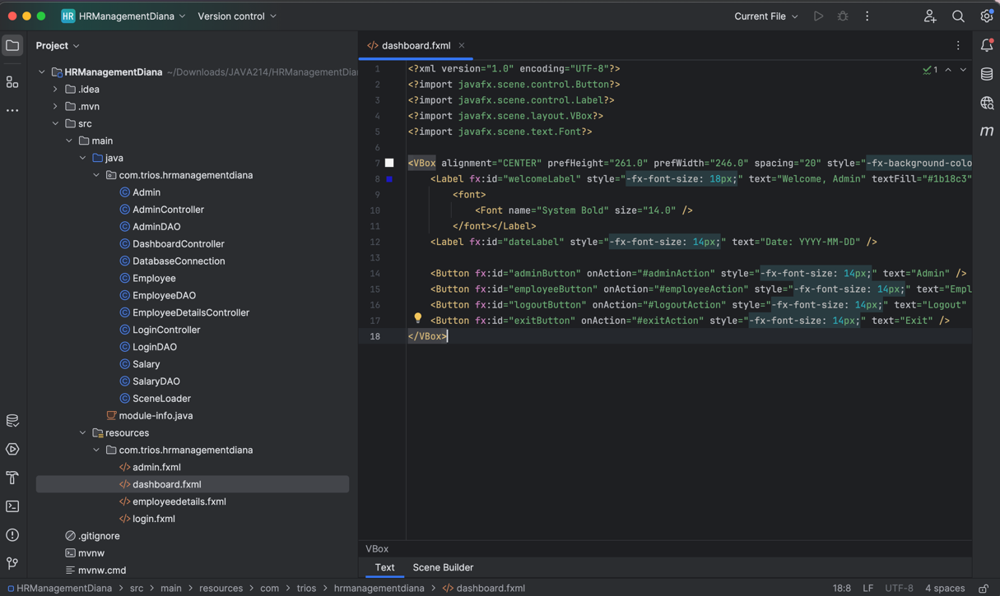 HR HRManagementDiana Version control Current File
Project
dashboard.fxml
HRManagementDiana ~/Downloads/JAVA214/HRManagementDia
.idea
.mvn
src
main
java
com.trios.hrmanagementdiana
Admin
AdminController
AdminDAO
DashboardController
DatabaseConnection
Employee
EmployeeDAO
EmployeeDetailsController
LoginController
LoginDAO
Salary
SalaryDAO
SceneLoader
module-info.java
resources
com.trios.hrmanagementdiana
admin.fxml
dashboard.fxml
employeedetails.fxml
login.fxml
.gitignore
mvnw
mvnw.cmd
1 <?xml version="1.0" encoding="UTF-8"?>
2 <?import javafx.scene.control.Button?>
3 <?import javafx.scene.control.Label?>
4 <?import javafx.scene.layout.VBox?>
5 <?import javafx.scene.text.Font?>
6
7 <VBox alignment="CENTER" prefHeight="261.0" prefWidth="246.0" spacing="20" style="-fx-background-colo
8 <Label fx:id="welcomeLabel" style="-fx-font-size: 18px;" text="Welcome, Admin" textFill="#1b18c3"
9 <font>
10 <Font name="System Bold" size="14.0" />
11 </font></Label>
12 <Label fx:id="dateLabel" style="-fx-font-size: 14px;" text="Date: YYYY-MM-DD" />
13
14 <Button fx:id="adminButton" onAction="#adminAction" style="-fx-font-size: 14px;" text="Admin" />
15 <Button fx:id="employeeButton" onAction="#employeeAction" style="-fx-font-size: 14px;" text="Empl
16 <Button fx:id="logoutButton" onAction="#logoutAction" style="-fx-font-size: 14px;" text="Logout"
17 <Button fx:id="exitButton" onAction="#exitAction" style="-fx-font-size: 14px;" text="Exit" />
18 </VBox>
1
m
VBox
Text Scene Builder
HRManagementDiana > src > main > resources > com > trios > hrmanagementdiana > dashboard.fxml 18:8 LF UTF-8 4 spaces